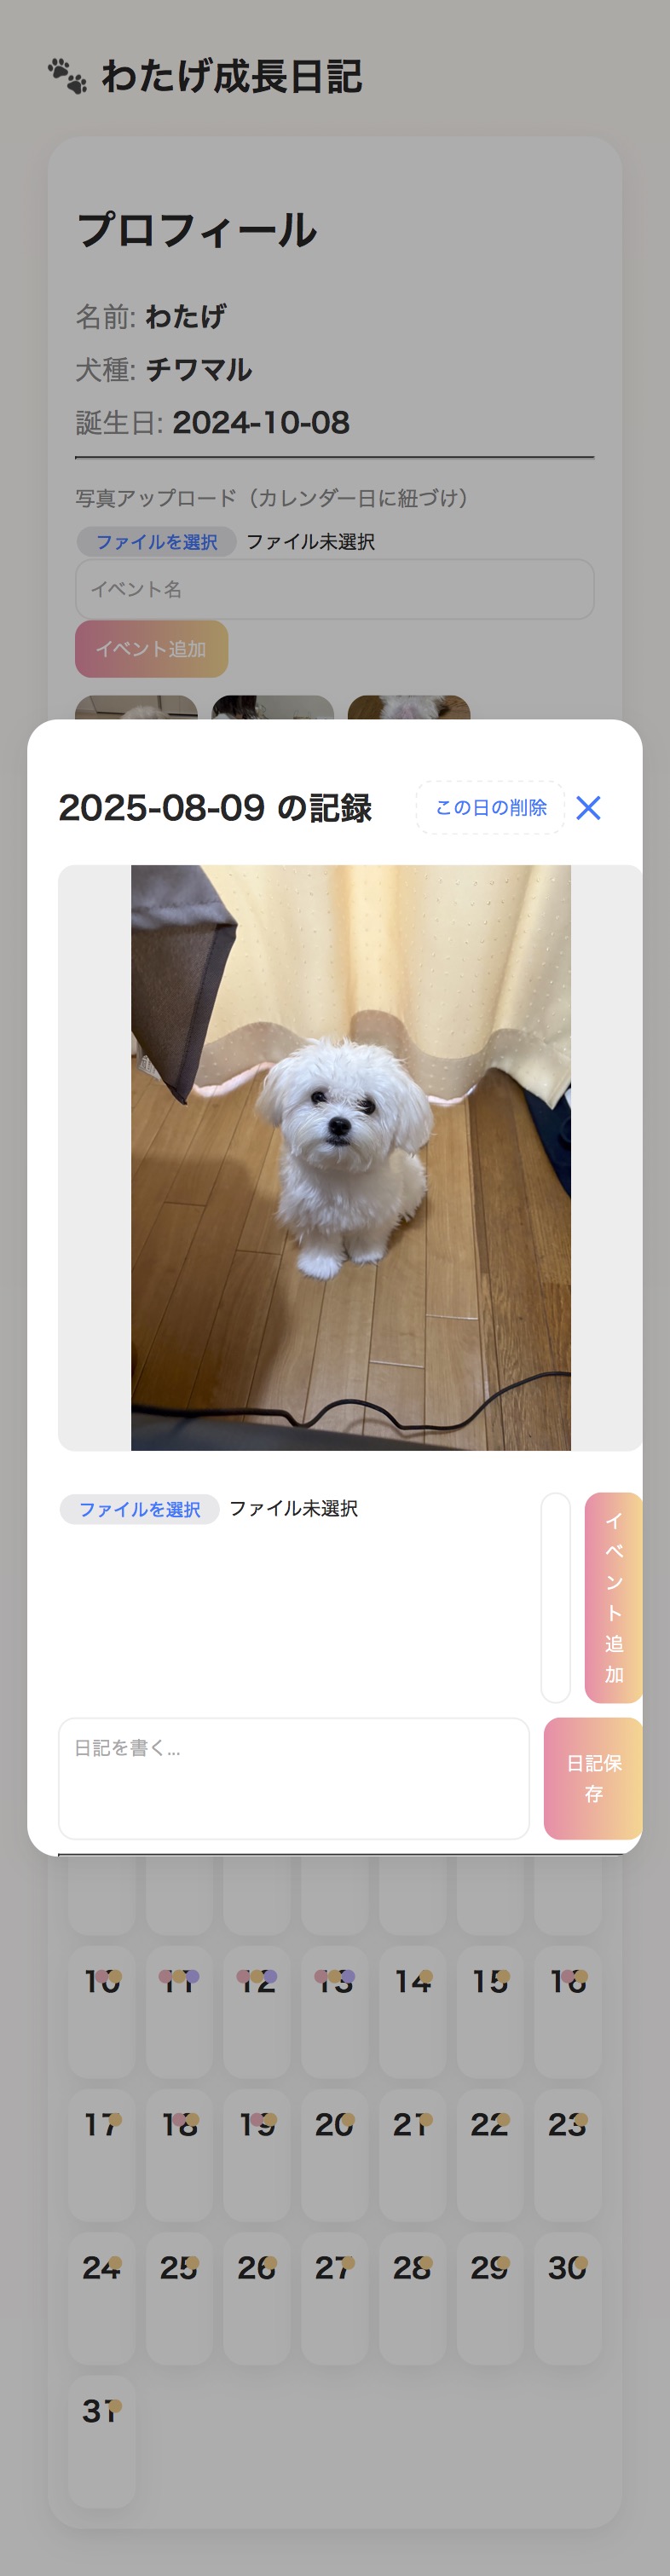 わたげ成長日記
プロフィール
名前: わたげ
犬種: チワマル
誕生日: 2024-10-08
写真アップロード（カレンダー日に紐づけ）
ファイルを選択 ファイル未選択
イベント名
イベント追加
2025-08-09 の記録 この日の削除
ファイルを選択 ファイル未選択
イベント追加
日記を書く...
日記保
存
10 11 12 13 14 15 16
17 18 19 20 21 22 23
24 25 26 27 28 29 30
31